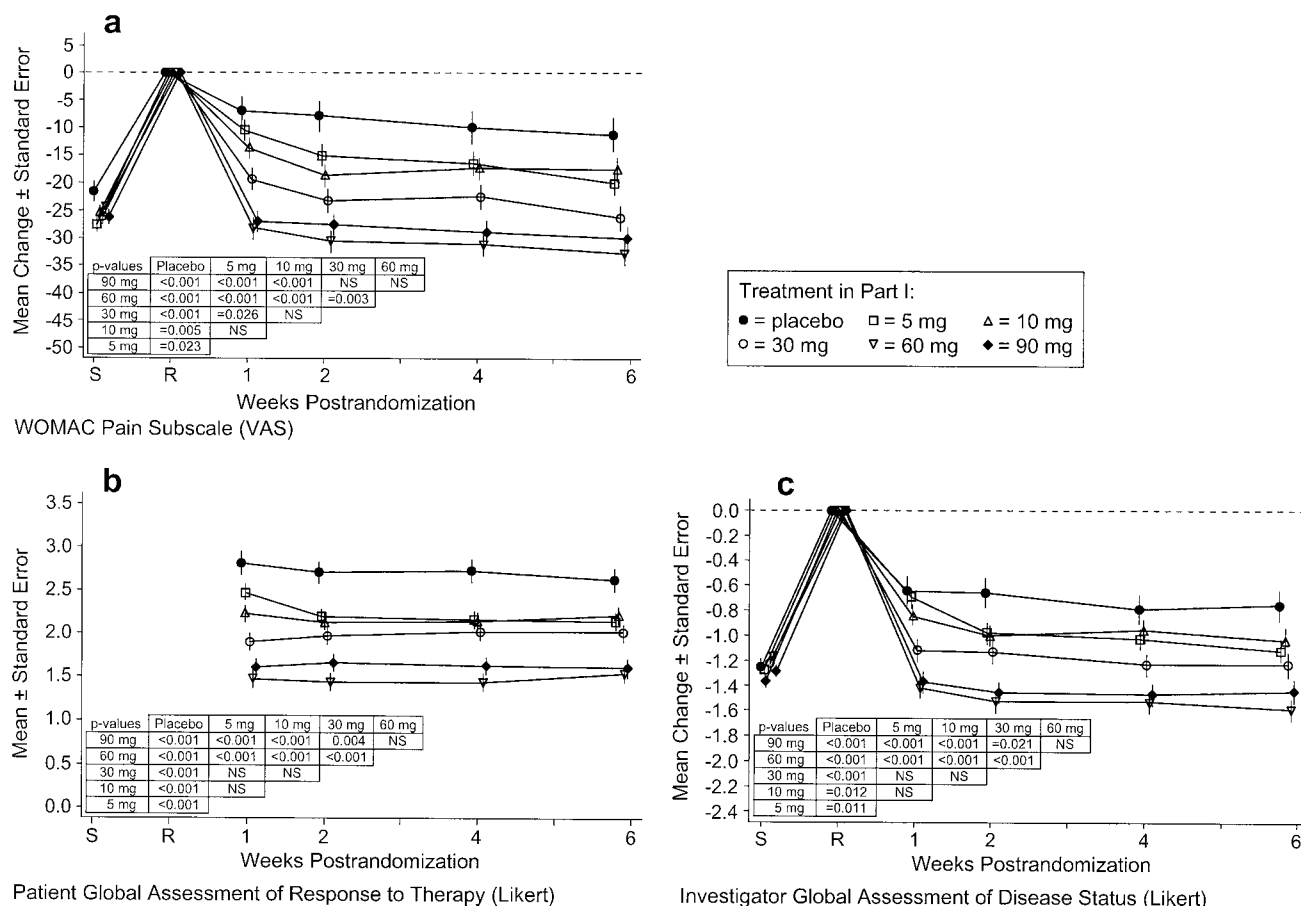 a
Mean Change ± Standard Error
5
0
-5
-10
-15
-20
-25
-30
-35
-40
-45
-50
p-values Placebo 5 mg 10 mg 30 mg 60 mg
90 mg <0.001 <0.001 <0.001 NS NS
60 mg <0.001 <0.001 <0.001 =0.003
30 mg <0.001 =0.026 NS
10 mg =0.005 NS
5 mg =0.023
S R 1 2 4 6
Weeks Postrandomization
WOMAC Pain Subscale (VAS)
Treatment in Part I:
= placebo = 5 mg = 10 mg
= 30 mg = 60 mg = 90 mg
b
Mean ± Standard Error
3.5
3.0
2.5
2.0
1.5
1.0
0.5
0.0
p-values Placebo 5 mg 10 mg 30 mg 60 mg
90 mg <0.001 <0.001 <0.001 0.004 NS
60 mg <0.001 <0.001 <0.001 <0.001
30 mg <0.001 NS NS
10 mg <0.001 NS
5 mg <0.001
S R 1 2 4 6
Weeks Postrandomization
Patient Global Assessment of Response to Therapy (Likert)
c
Mean Change ± Standard Error
0.0
-0.2
-0.4
-0.6
-0.8
-1.0
-1.2
-1.4
-1.6
-1.8
-2.0
-2.2
-2.4
p-values Placebo 5 mg 10 mg 30 mg 60 mg
90 mg <0.001 <0.001 <0.001 =0.021 NS
60 mg <0.001 <0.001 <0.001 <0.001
30 mg <0.001 NS NS
10 mg =0.012 NS
5 mg =0.011
S R 1 2 4 6
Weeks Postrandomization
Investigator Global Assessment of Disease Status (Likert)